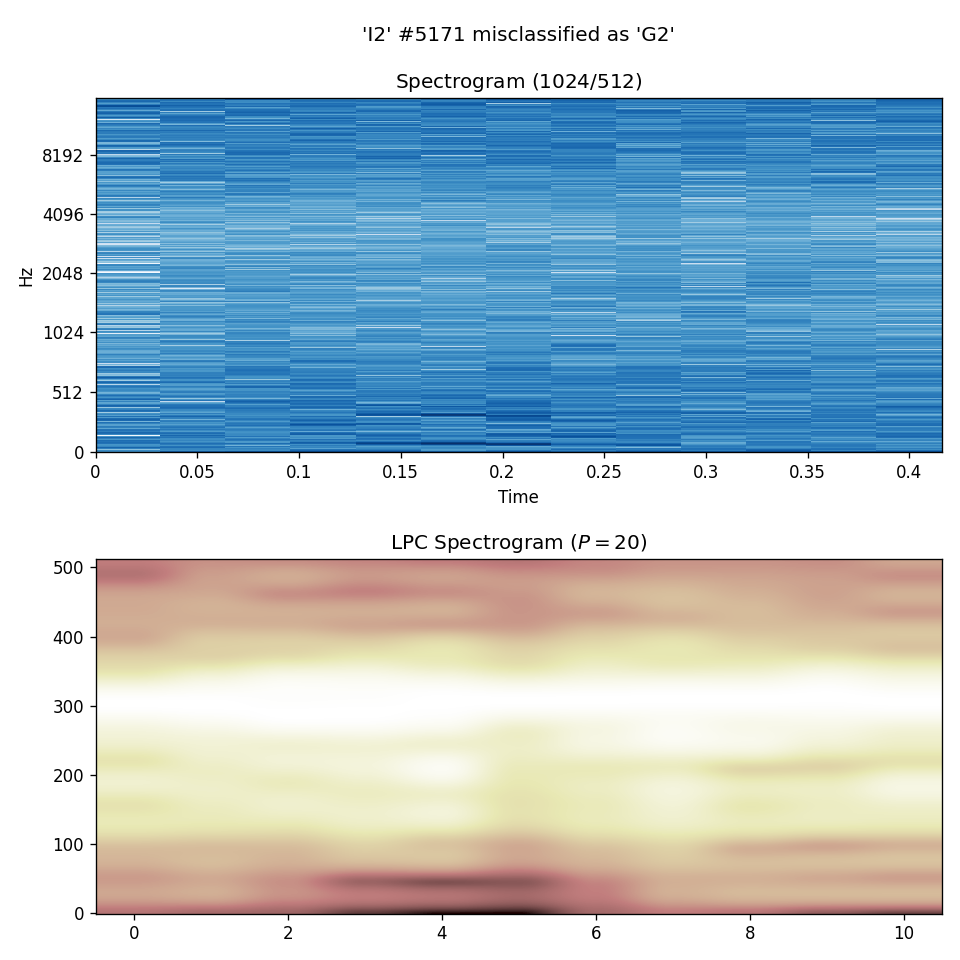 'I2' #5171 misclassified as 'G2'
Spectrogram (1024/512)
8192
4096
2048
1024
512
0
Hz
0 0.05 0.1 0.15 0.2 0.25 0.3 0.35 0.4
Time
LPC Spectrogram (P = 20)
500
400
300
200
100
0
0 2 4 6 8 10